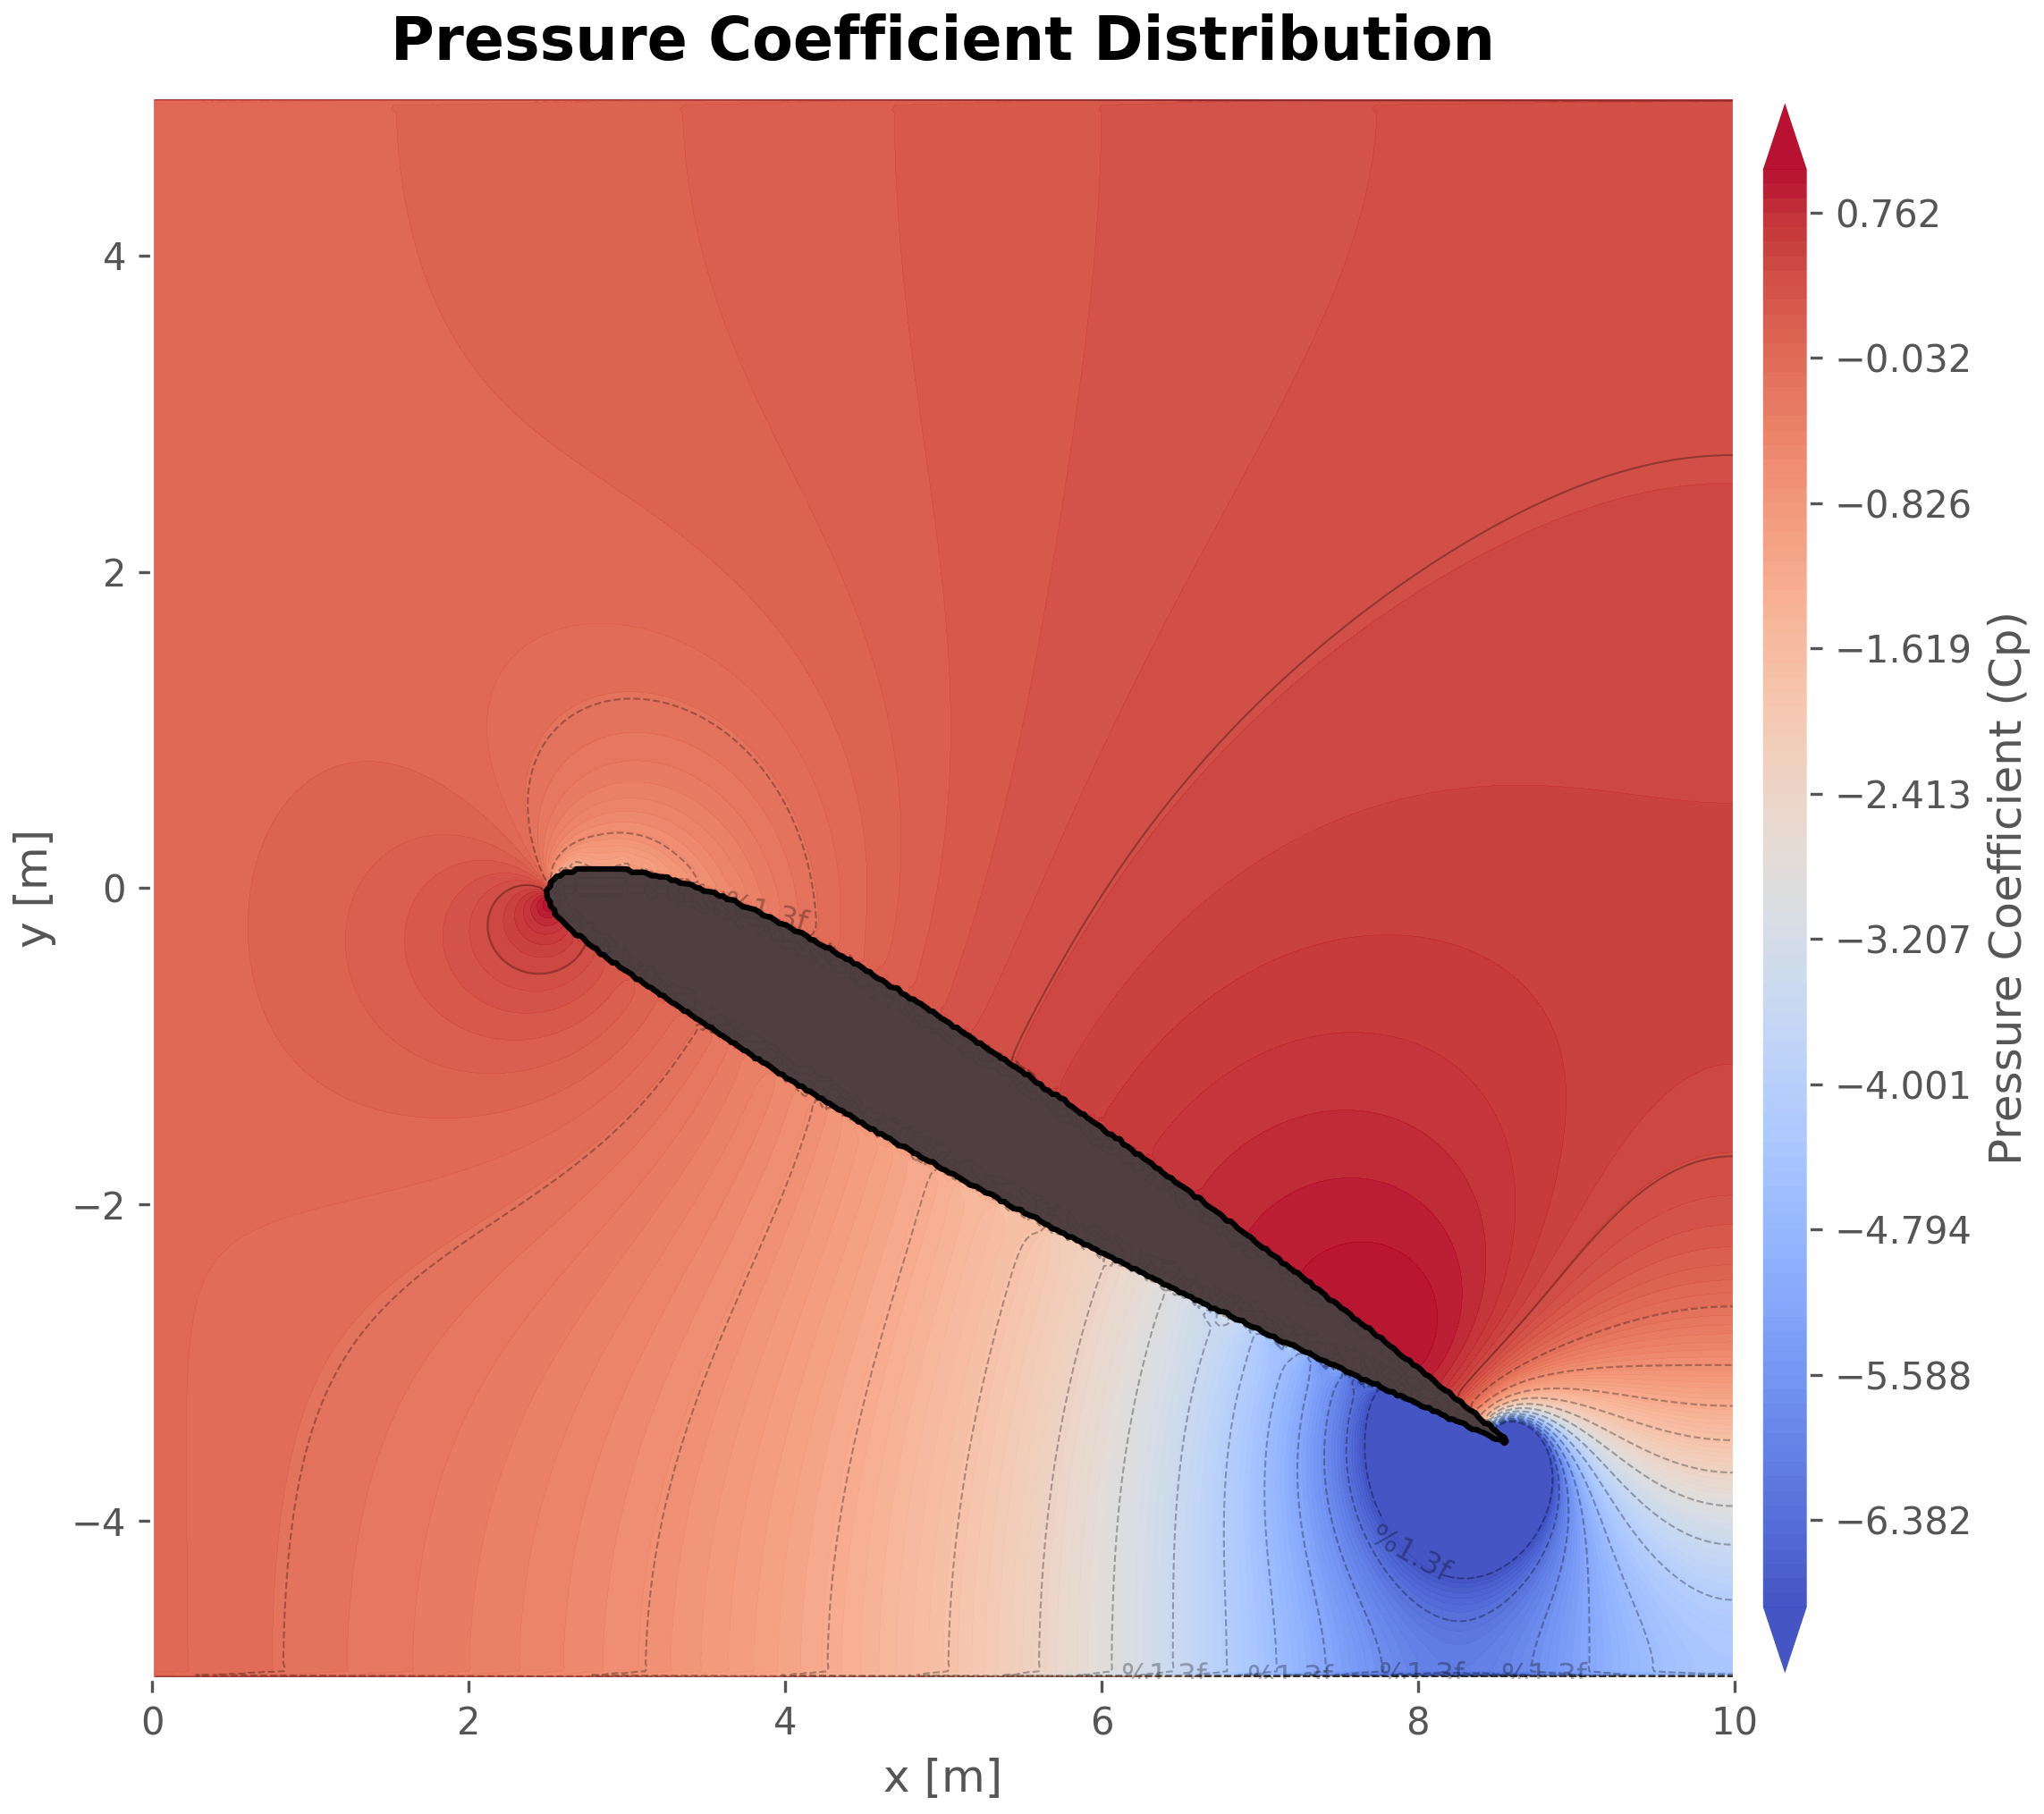 Pressure Coefficient Distribution
4
2
0
−2
−4
y [m]
%1.3f
%1.3f
%1.3f
%1.3f
%1.3f
%1.3f
0
2
4
6
8
10
x [m]
0.762
−0.032
−0.826
−1.619
−2.413
−3.207
−4.001
−4.794
−5.588
−6.382
Pressure Coefficient (Cp)